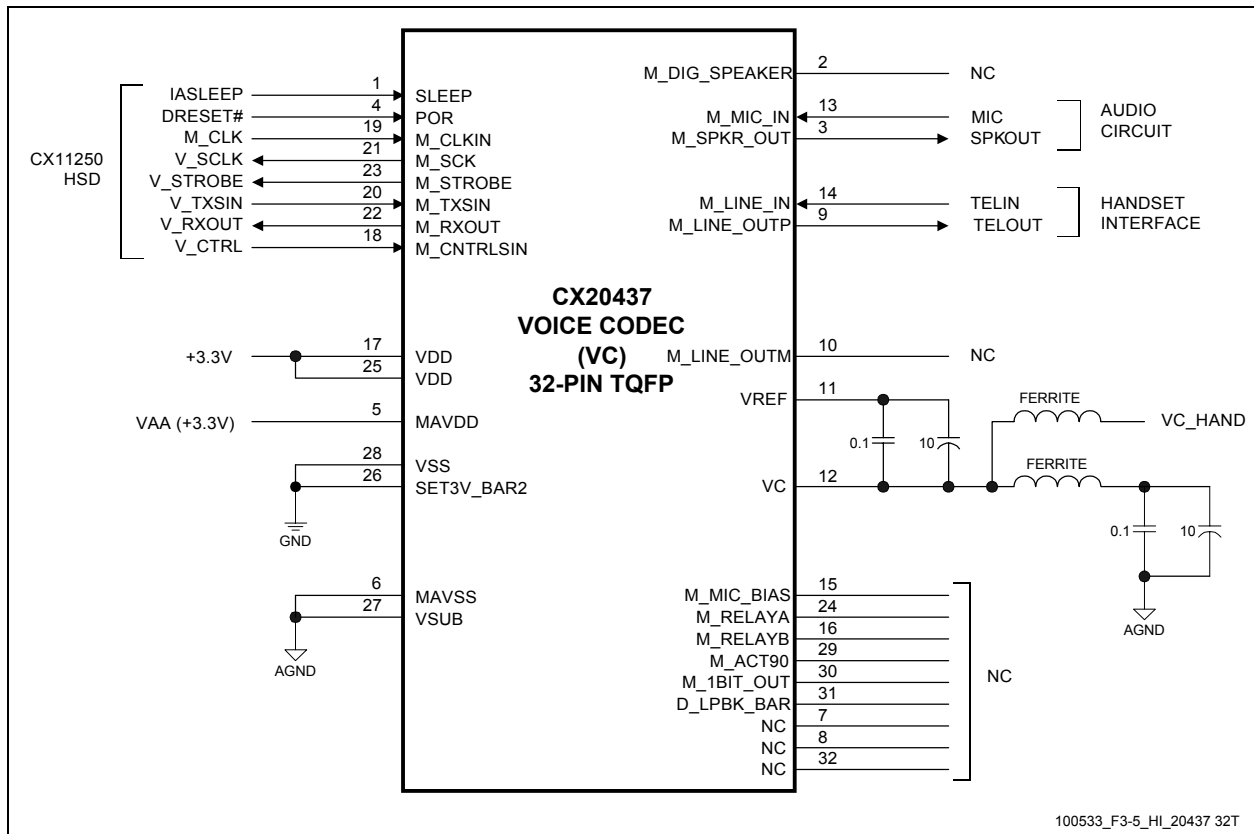 CX11250
HSD
IASLEEP 1 SLEEP
DRESET# 4 POR
M_CLK 19 M_CLKIN
V_SCLK 21 M_SCK
V_STROBE 23 M_STROBE
V_TXSIN 20 M_TXSIN
V_RXOUT 22 M_RXOUT
V_CTRL 18 M_CNTRLSIN
+3.3V 17 VDD
25 VDD
VAA (+3.3V) 5 MAVDD
28 VSS
26 SET3V_BAR2
GND
6 MAVSS
27 VSUB
AGND
CX20437
VOICE CODEC
(VC)
32-PIN TQFP
M_DIG_SPEAKER 2 NC
M_MIC_IN 13 MIC
M_SPKR_OUT 3 SPKOUT
AUDIO
CIRCUIT
M_LINE_IN 14 TELIN
M_LINE_OUTP 9 TELOUT
HANDSET
INTERFACE
M_LINE_OUTM 10 NC
VREF 11
FERRITE
VC_HAND
0.1 10
FERRITE
VC 12
0.1 10
AGND
M_MIC_BIAS 15
M_RELAYA 24
M_RELAYB 16
M_ACT90 29
M_1BIT_OUT 30
D_LPBK_BAR 31
NC 7
NC 8
NC 32
NC
100533_F3-5_HI_20437 32T